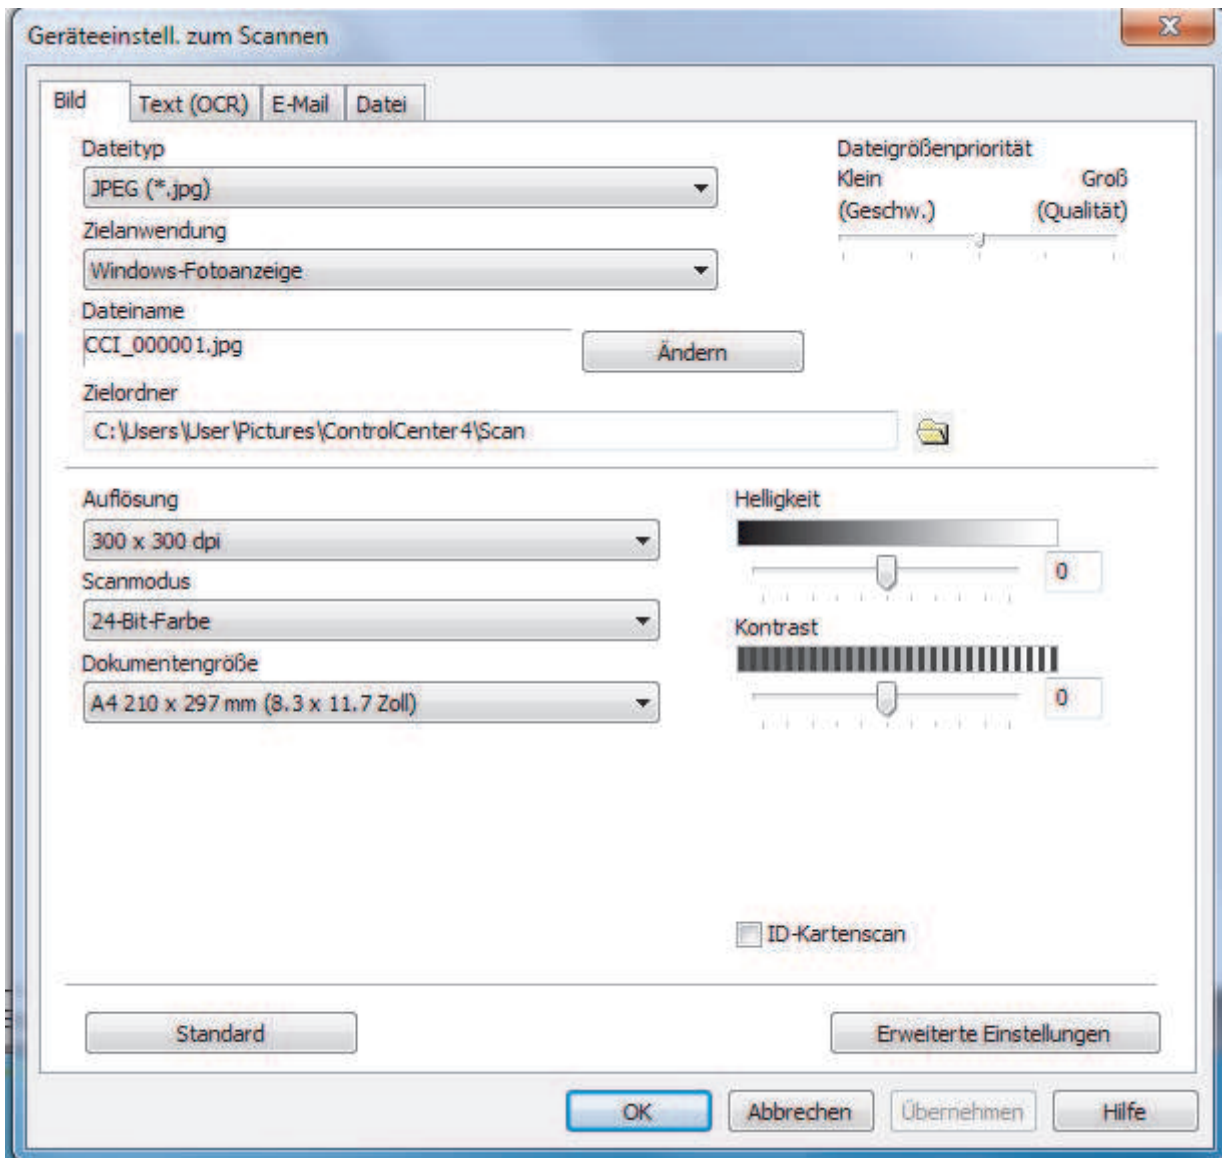 Geräteeinstell. zum Scannen
Bild
Text (OCR)
E-Mail
Datei
Dateityp
JPEG (*.jpg)
Zielanwendung
Windows-Fotoanzeige
Dateiname
CCI_000001.jpg
Ändern
Zielordner
C:\Users\User\Pictures\ControlCenter4\Scan
Dateigrößenpriorität
Klein Groß
(Geschw.) (Qualität)
Auflösung
300 x 300 dpi
Scanmodus
24-Bit-Farbe
Dokumentengröße
A4 210 x 297 mm (8.3 x 11.7 Zoll)
Helligkeit
0
Kontrast
0
ID-Kartenscan
Standard
Erweiterte Einstellungen
OK
Abbrechen
Übernehmen
Hilfe